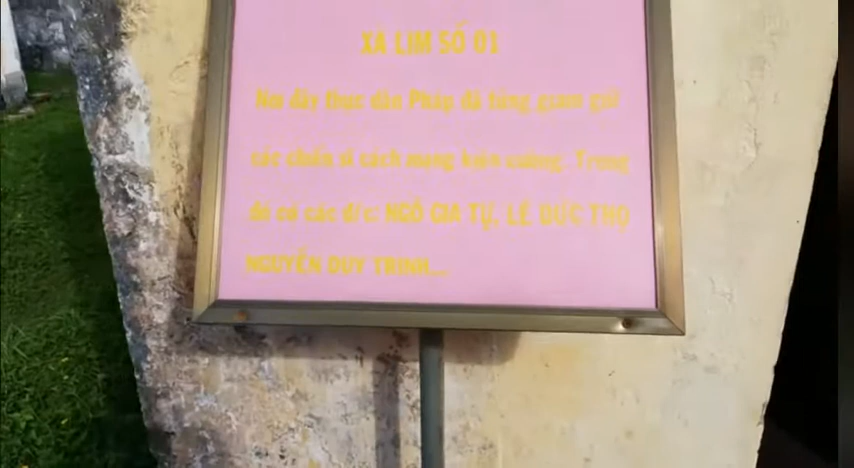 XÀ LIM SỐ 01
Nơi đây thực dân Pháp đã từng giam giữ
các chiến sĩ cách mạng kiên cường. Trong
đó có các đ/c: NGÔ GIA TỰ, LÊ ĐỨC THỌ
NGUYỄN DUY TRINH...